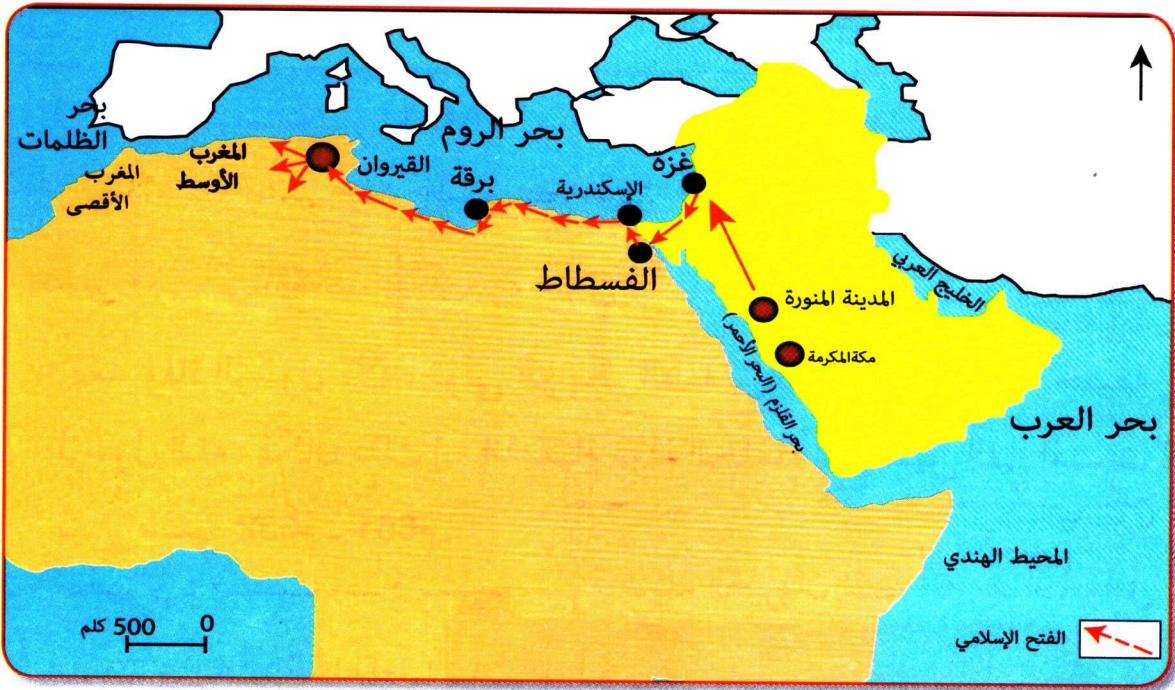 بحر
الظلمات
المغرب
الأقصى
المغرب
الأوسط
القيروان
بحر الروم
برقة
الإسكندرية
غزة
الفسطاط
المدينة المنورة
مكة المكرمة
بحر القلزم (البحر الأحمر)
الخليج العربي
بحر العرب
المحيط الهندي
الفتح الإسلامي
0 500 كلم